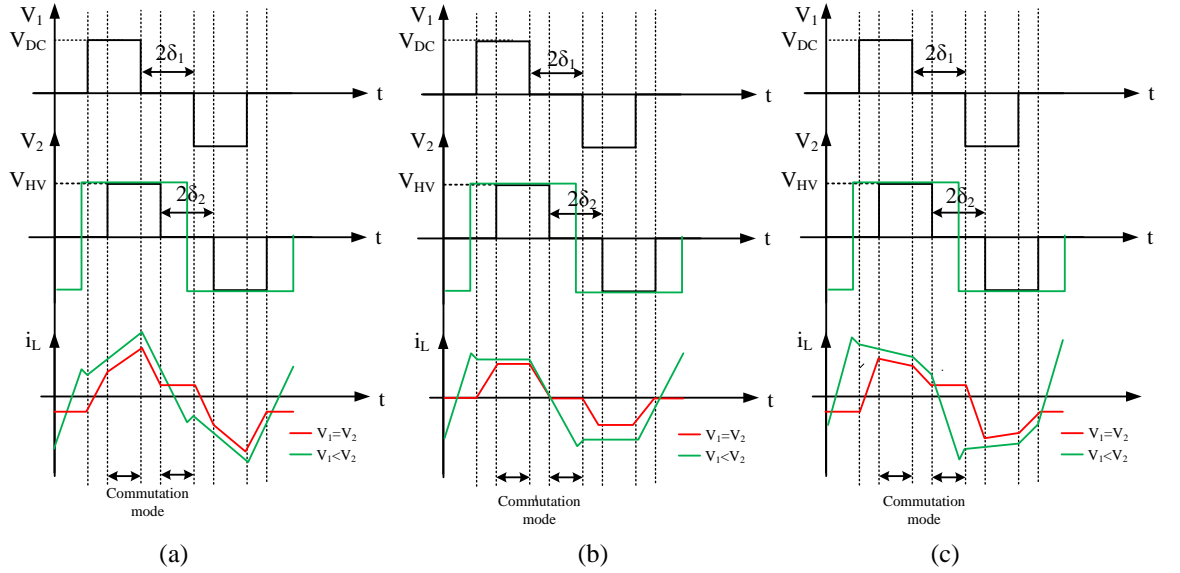 V1
VDC
2δ1
t
V2
VHV
2δ2
t
iL
t
V1=V2
V1<V2
Commutation
mode
(a)
V1
VDC
2δ1
t
V2
VHV
2δ2
t
iL
t
V1=V2
V1<V2
Commutation
mode
(b)
V1
VDC
2δ1
t
V2
VHV
2δ2
t
iL
t
V1=V2
V1<V2
Commutation
mode
(c)